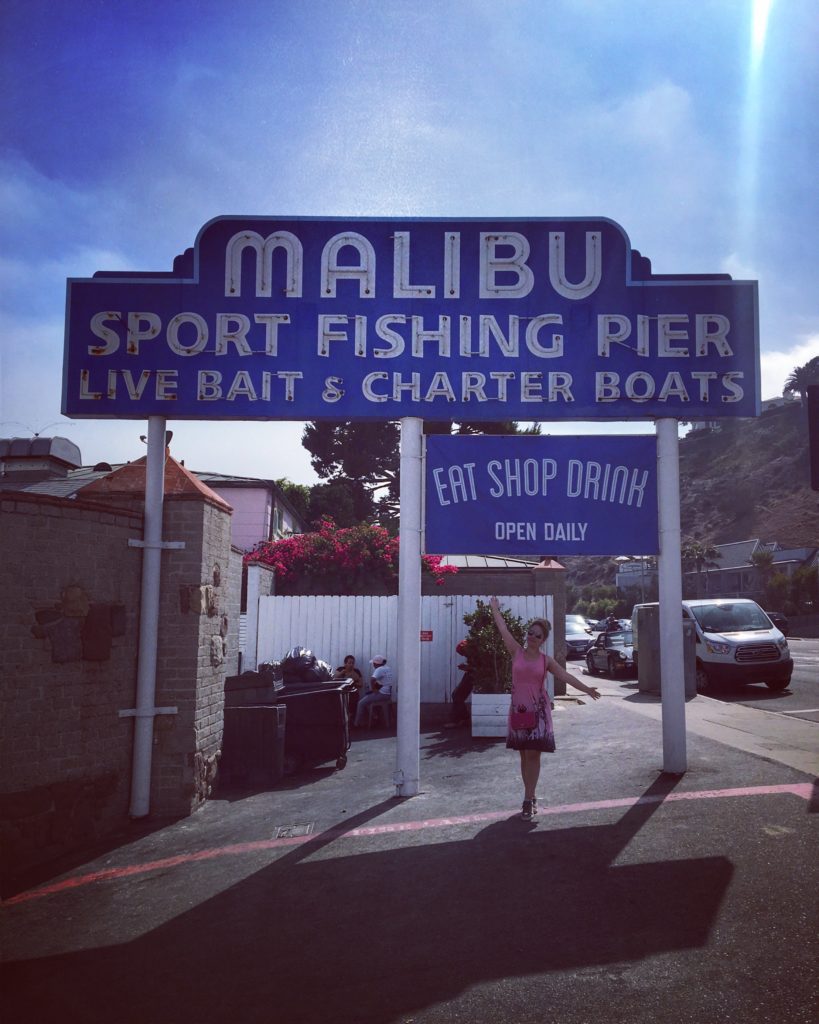 MALIBU
SPORT FISHING PIER
LIVE BAIT & CHARTER BOATS
EAT SHOP DRINK
OPEN DAILY